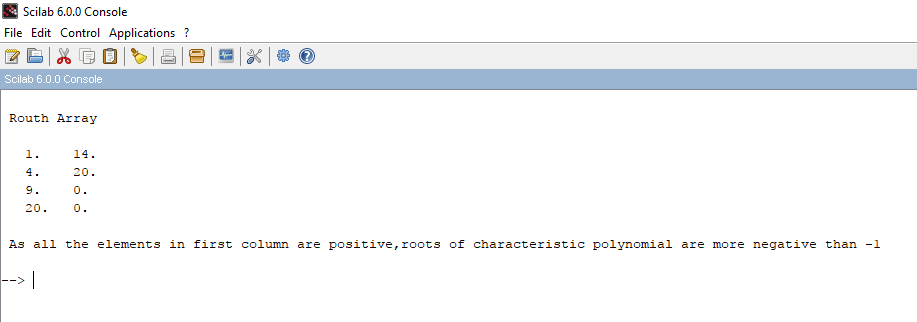 Scilab 6.0.0 Console
File Edit Control Applications ?
Scilab 6.0.0 Console
Routh Array
1. 14.
4. 20.
9. 0.
20. 0.
As all the elements in first column are positive,roots of characteristic polynomial are more negative than -1
-->